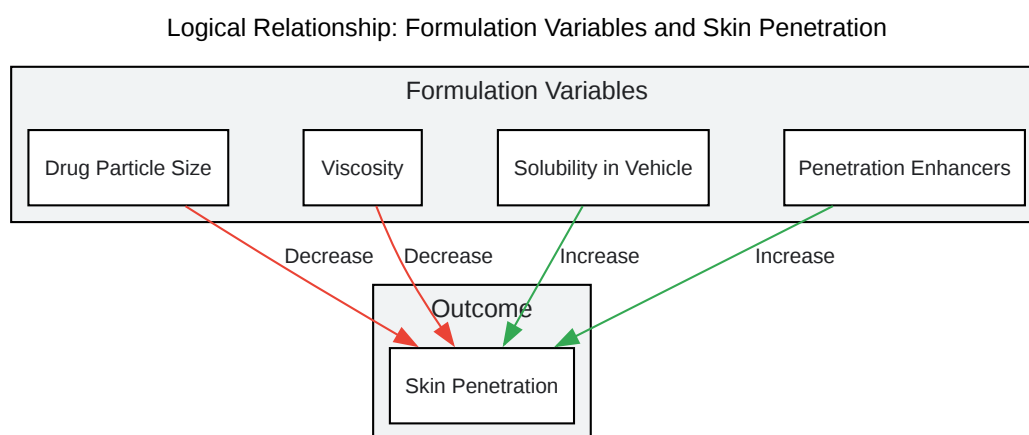 Logical Relationship: Formulation Variables and Skin Penetration
Formulation Variables
Drug Particle Size
Viscosity
Solubility in Vehicle
Penetration Enhancers
Decrease
Decrease
Increase
Increase
Outcome
Skin Penetration